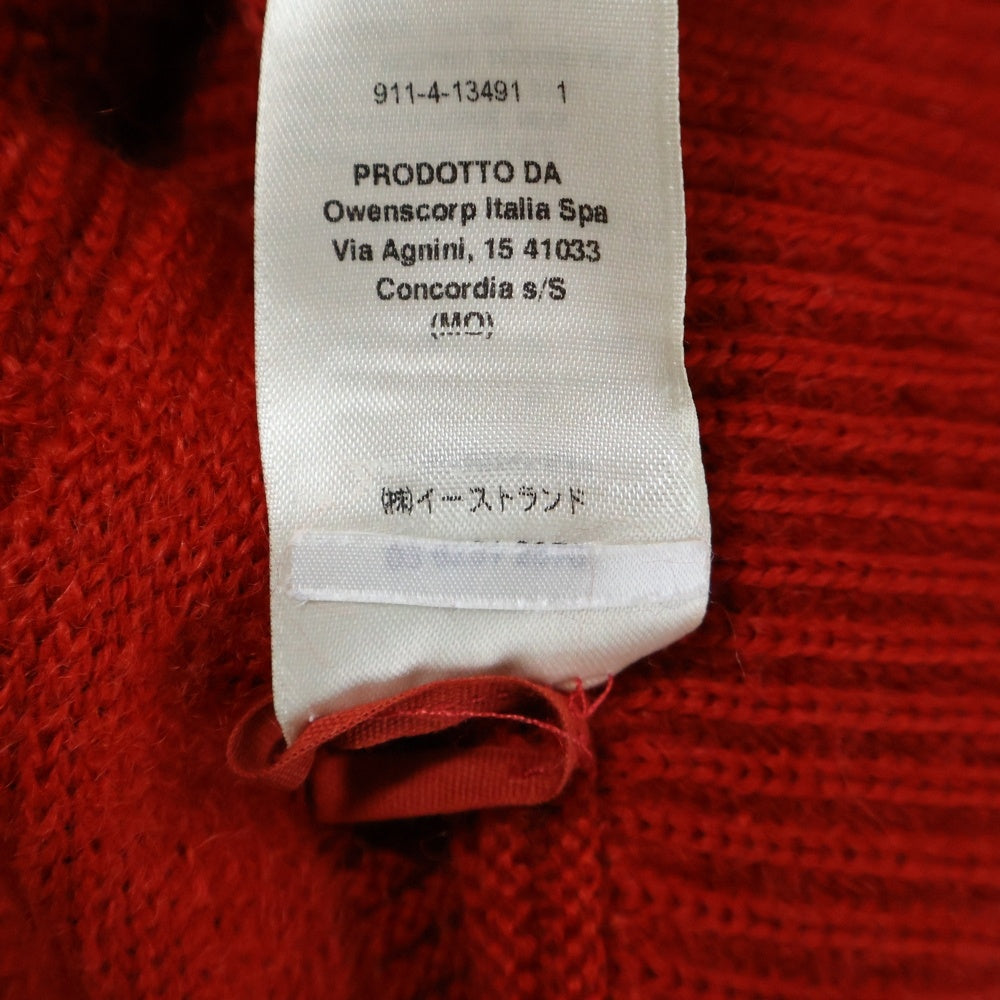 911-4-13491 1
PRODOTTO DA
Owenscorp Italia Spa
Via Agnini, 15 41033
Concordia s/S
(MO)
(株)イーストランド